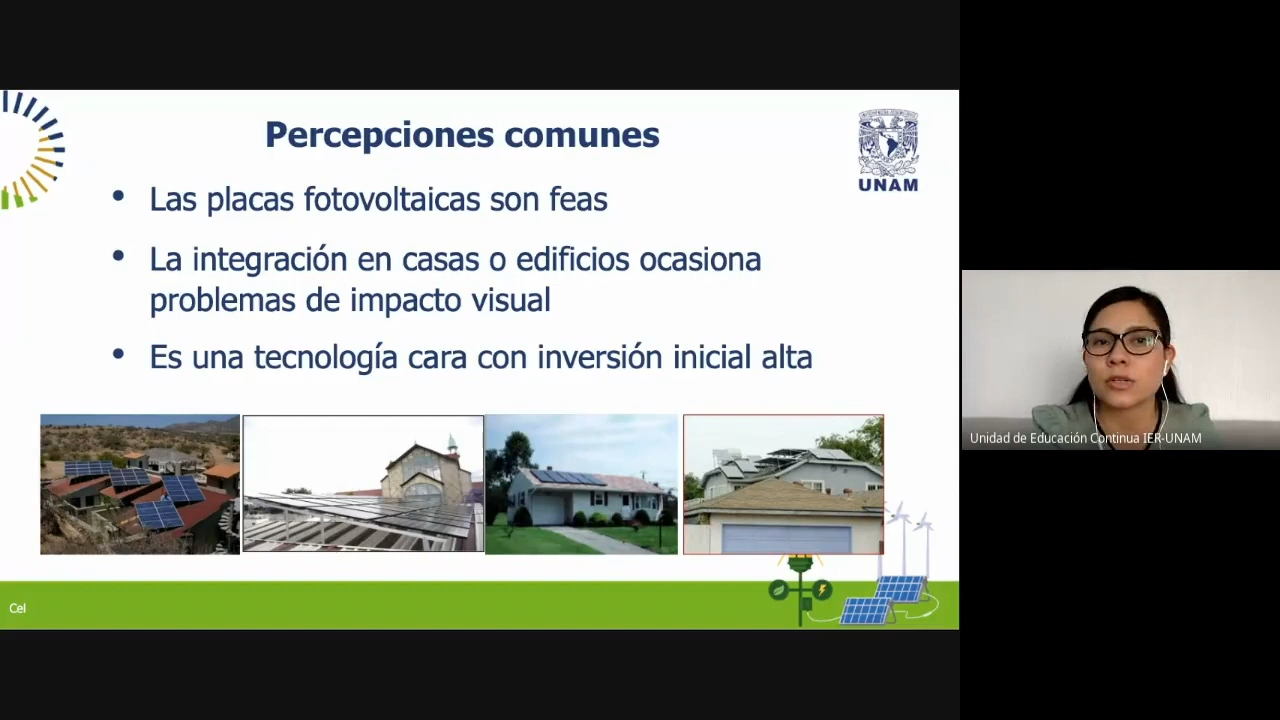 Percepciones comunes
UNAM
• Las placas fotovoltaicas son feas
• La integración en casas o edificios ocasiona
problemas de impacto visual
• Es una tecnología cara con inversión inicial alta
Unidad de Educación Continua IER-UNAM
Cel